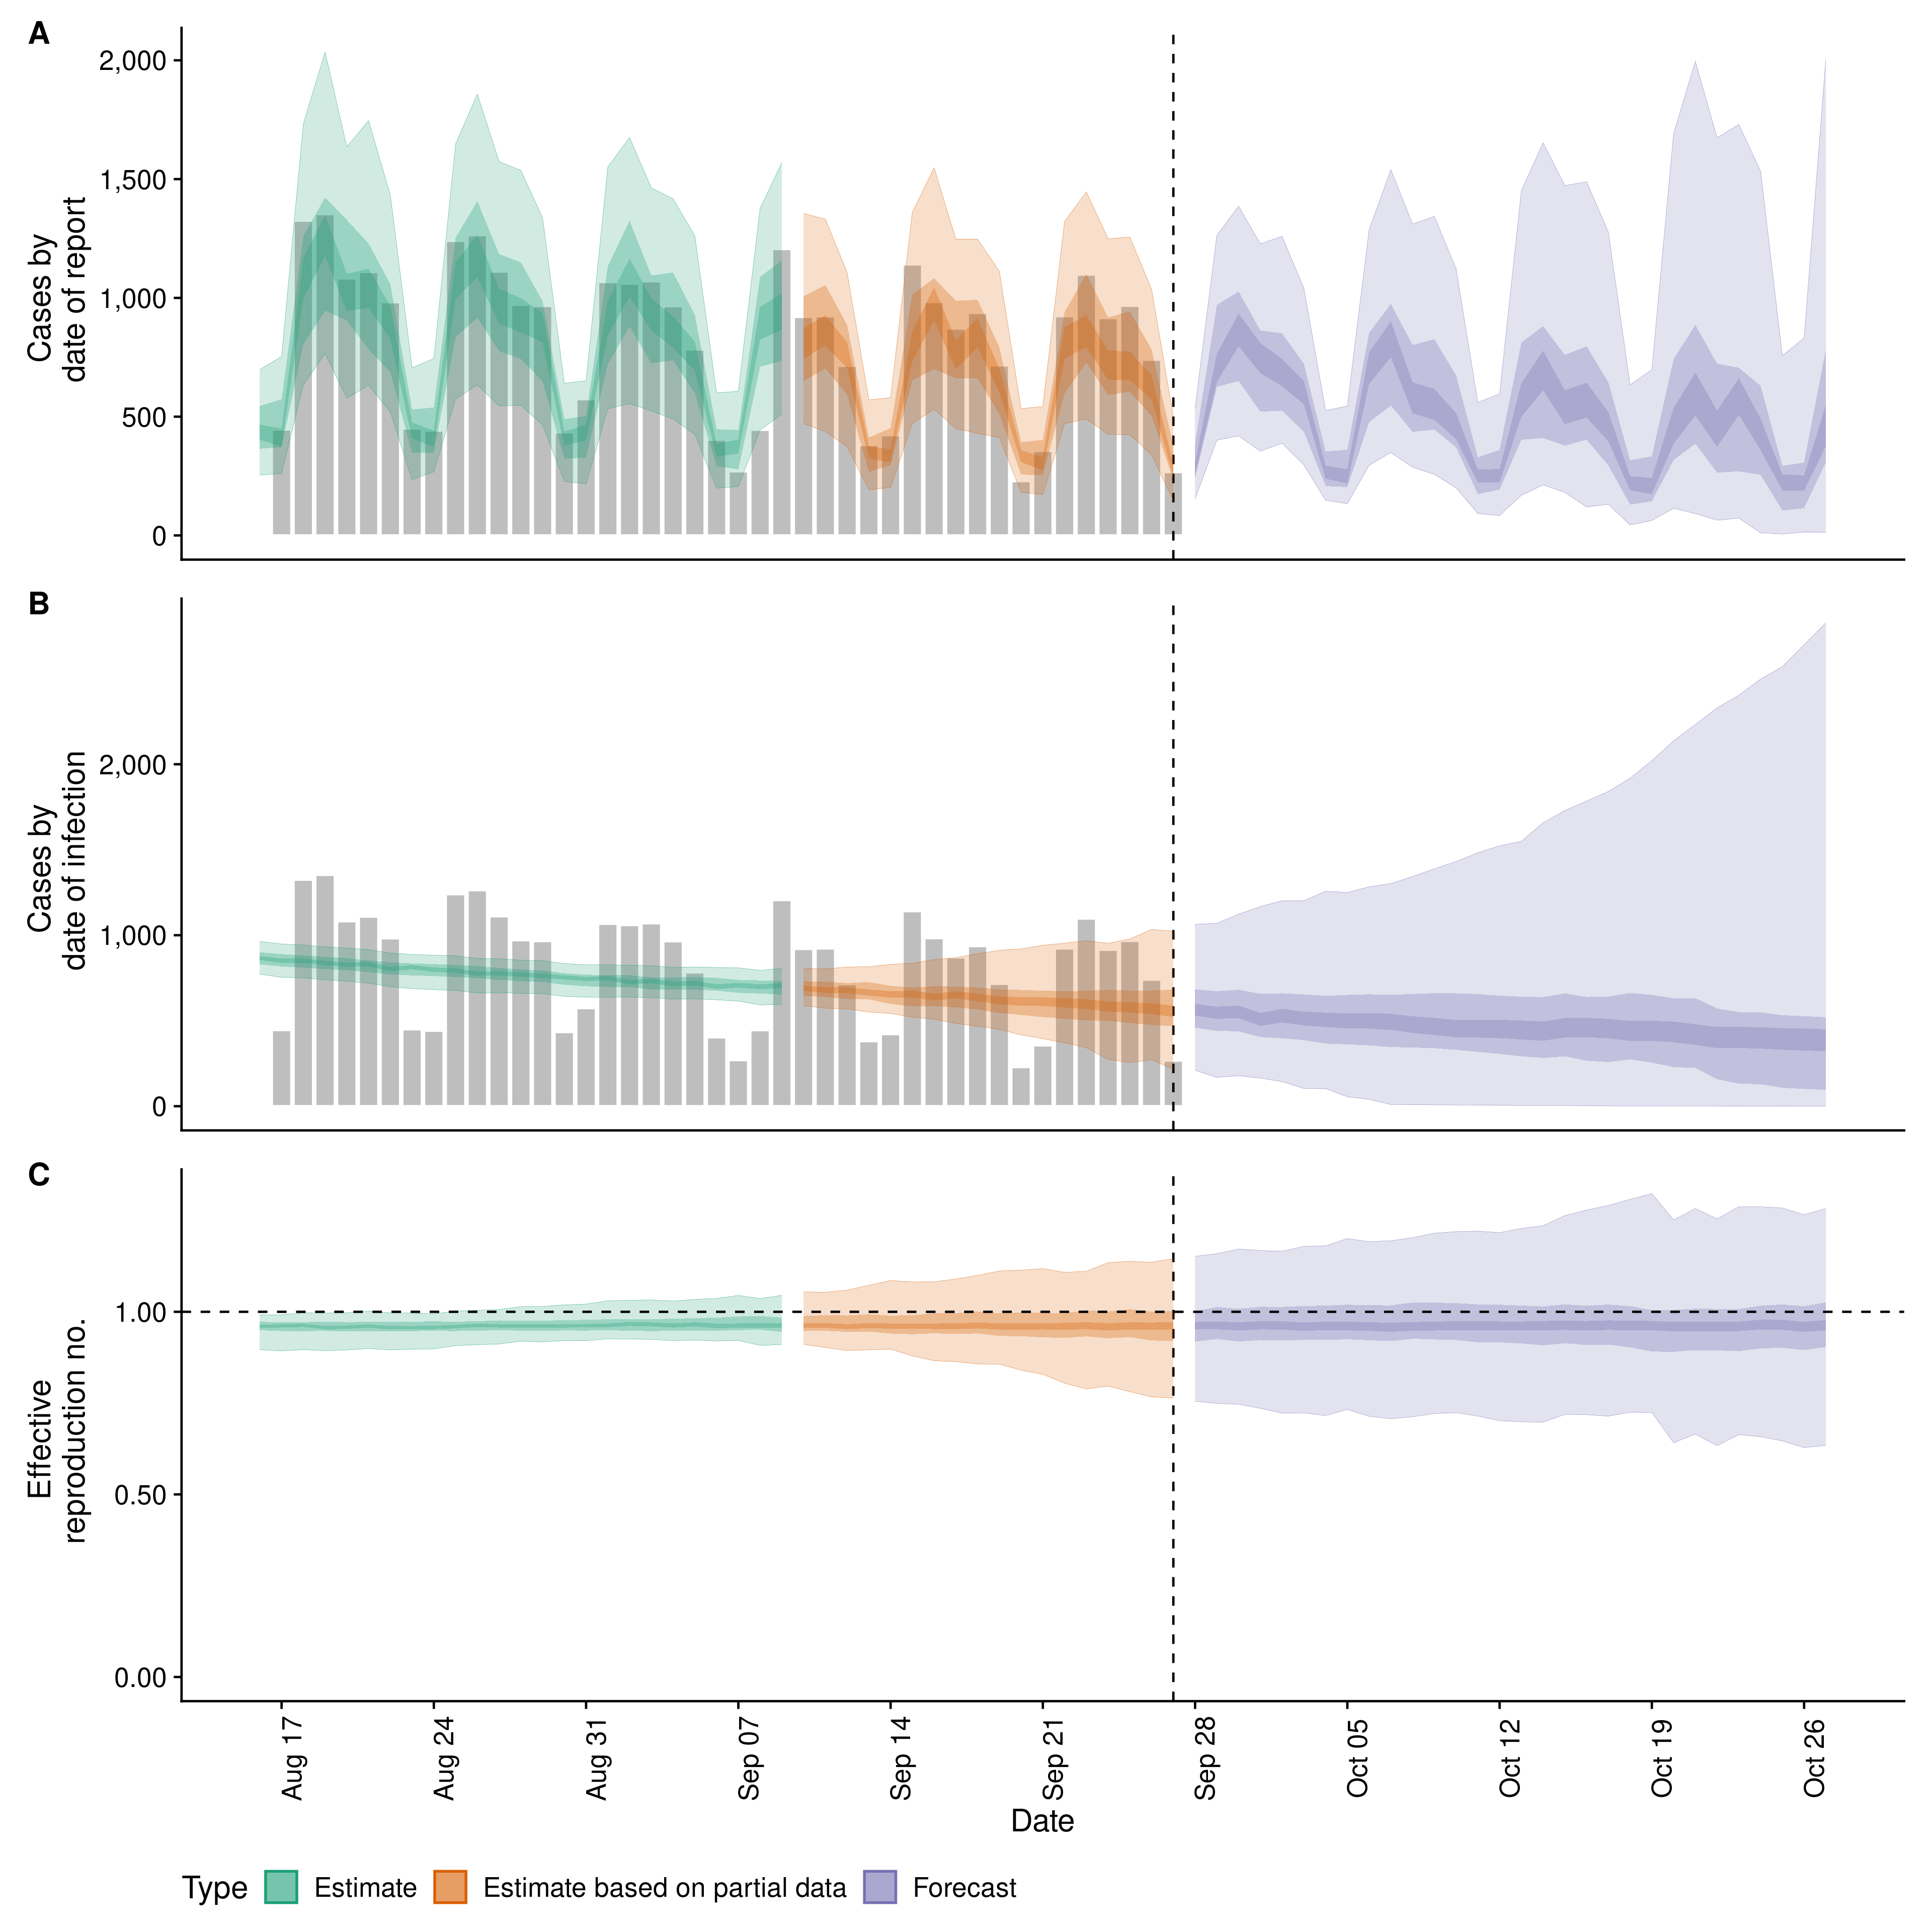 A
Cases by
date of report
2,000
1,500
1,000
500
0
B
Cases by
date of infection
2,000
1,000
0
C
Effective
reproduction no.
1.00
0.50
0.00
Aug 17
Aug 24
Aug 31
Sep 07
Sep 14
Sep 21
Sep 28
Oct 05
Oct 12
Oct 19
Oct 26
Date
Type Estimate Estimate based on partial data Forecast